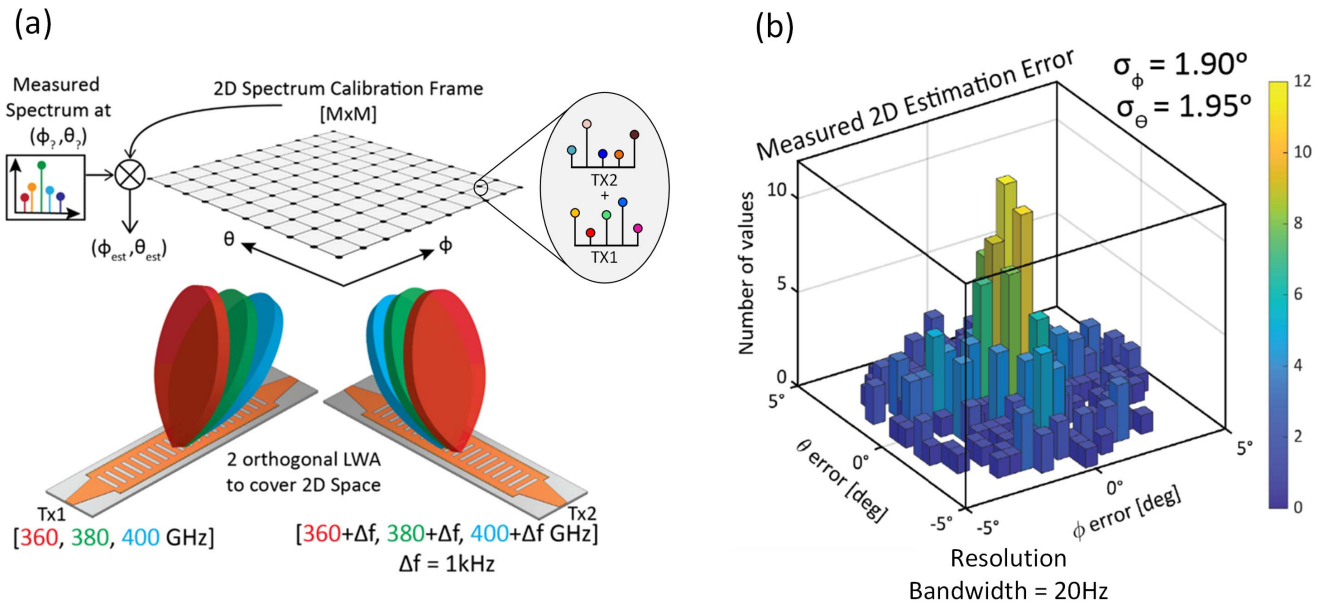 (a)
Measured
Spectrum at
(ϕ?,θ?)
2D Spectrum Calibration Frame
[MxM]
(ϕest,θest)
θ
ϕ
TX2
+
TX1
2 orthogonal LWA
to cover 2D Space
Tx1
Tx2
[360, 380, 400 GHz]
[360+Δf, 380+Δf, 400+Δf GHz]
Δf = 1kHz
(b)
Measured 2D Estimation Error
σϕ = 1.90°
σΘ = 1.95°
Number of values
10
5
0
5°
0°
-5°
θ error [deg]
-5°
0°
5°
ϕ error [deg]
12
10
8
6
4
2
0
Resolution
Bandwidth = 20Hz